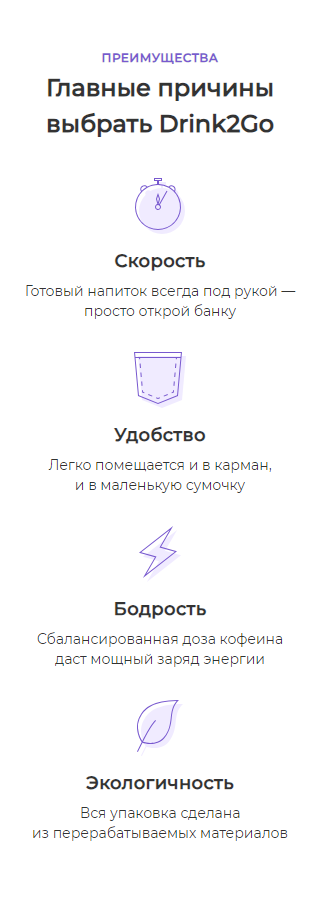 ПРЕИМУЩЕСТВА
Главные причины
выбрать Drink2Go
Скорость
Готовый напиток всегда под рукой —
просто открой банку
Удобство
Легко помещается и в карман,
и в маленькую сумочку
Бодрость
Сбалансированная доза кофеина
даст мощный заряд энергии
Экологичность
Вся упаковка сделана
из перерабатываемых материалов